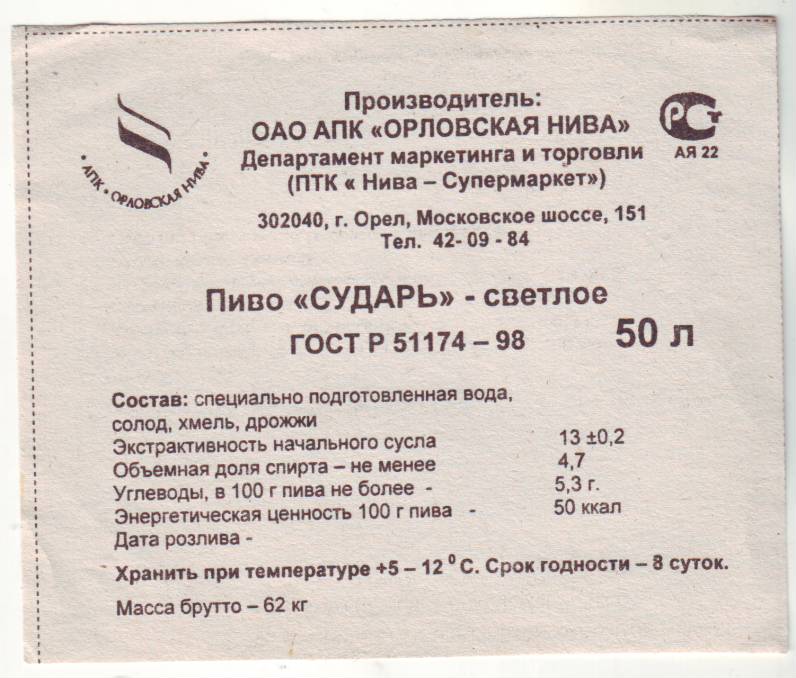 Производитель:
ОАО АПК «ОРЛОВСКАЯ НИВА»
Департамент маркетинга и торговли
(ПТК « Нива – Супермаркет»)
302040, г. Орел, Московское шоссе, 151
Тел. 42- 09 - 84
• АПК • ОРЛОВСКАЯ НИВА •
РСТ
АЯ 22
Пиво «СУДАРЬ» - светлое
ГОСТ Р 51174 – 98 50 л
Состав: специально подготовленная вода,
солод, хмель, дрожжи
Экстрактивность начального сусла 13 ±0,2
Объемная доля спирта – не менее 4,7
Углеводы, в 100 г пива не более - 5,3 г.
Энергетическая ценность 100 г пива - 50 ккал
Дата розлива -
Хранить при температуре +5 – 12 ⁰ С. Срок годности – 8 суток.
Масса брутто – 62 кг